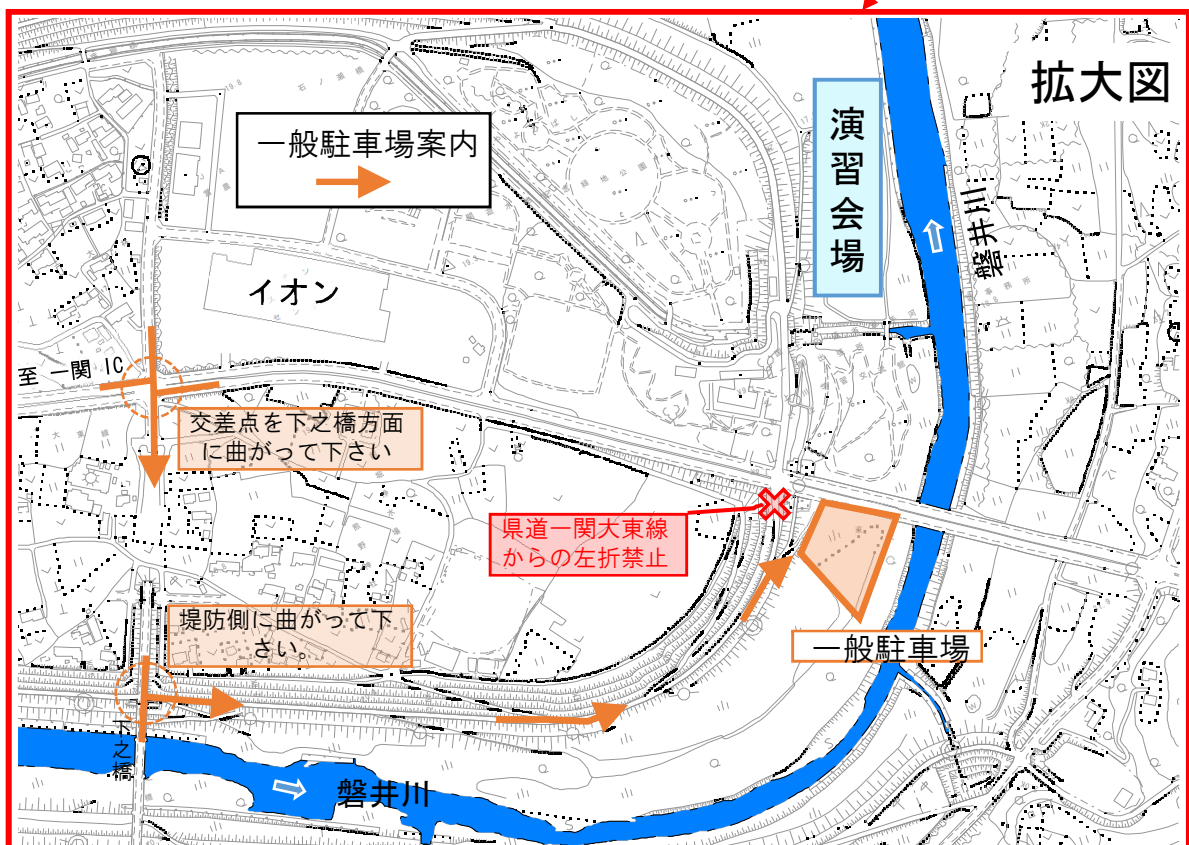 拡大図
一般駐車場案内
演習会場
磐井川
イオン
至 一関 IC
交差点を下之橋方面
に曲がって下さい
県道一関大東線
からの左折禁止
堤防側に曲がって下
さい。
一般駐車場
下之橋
磐井川